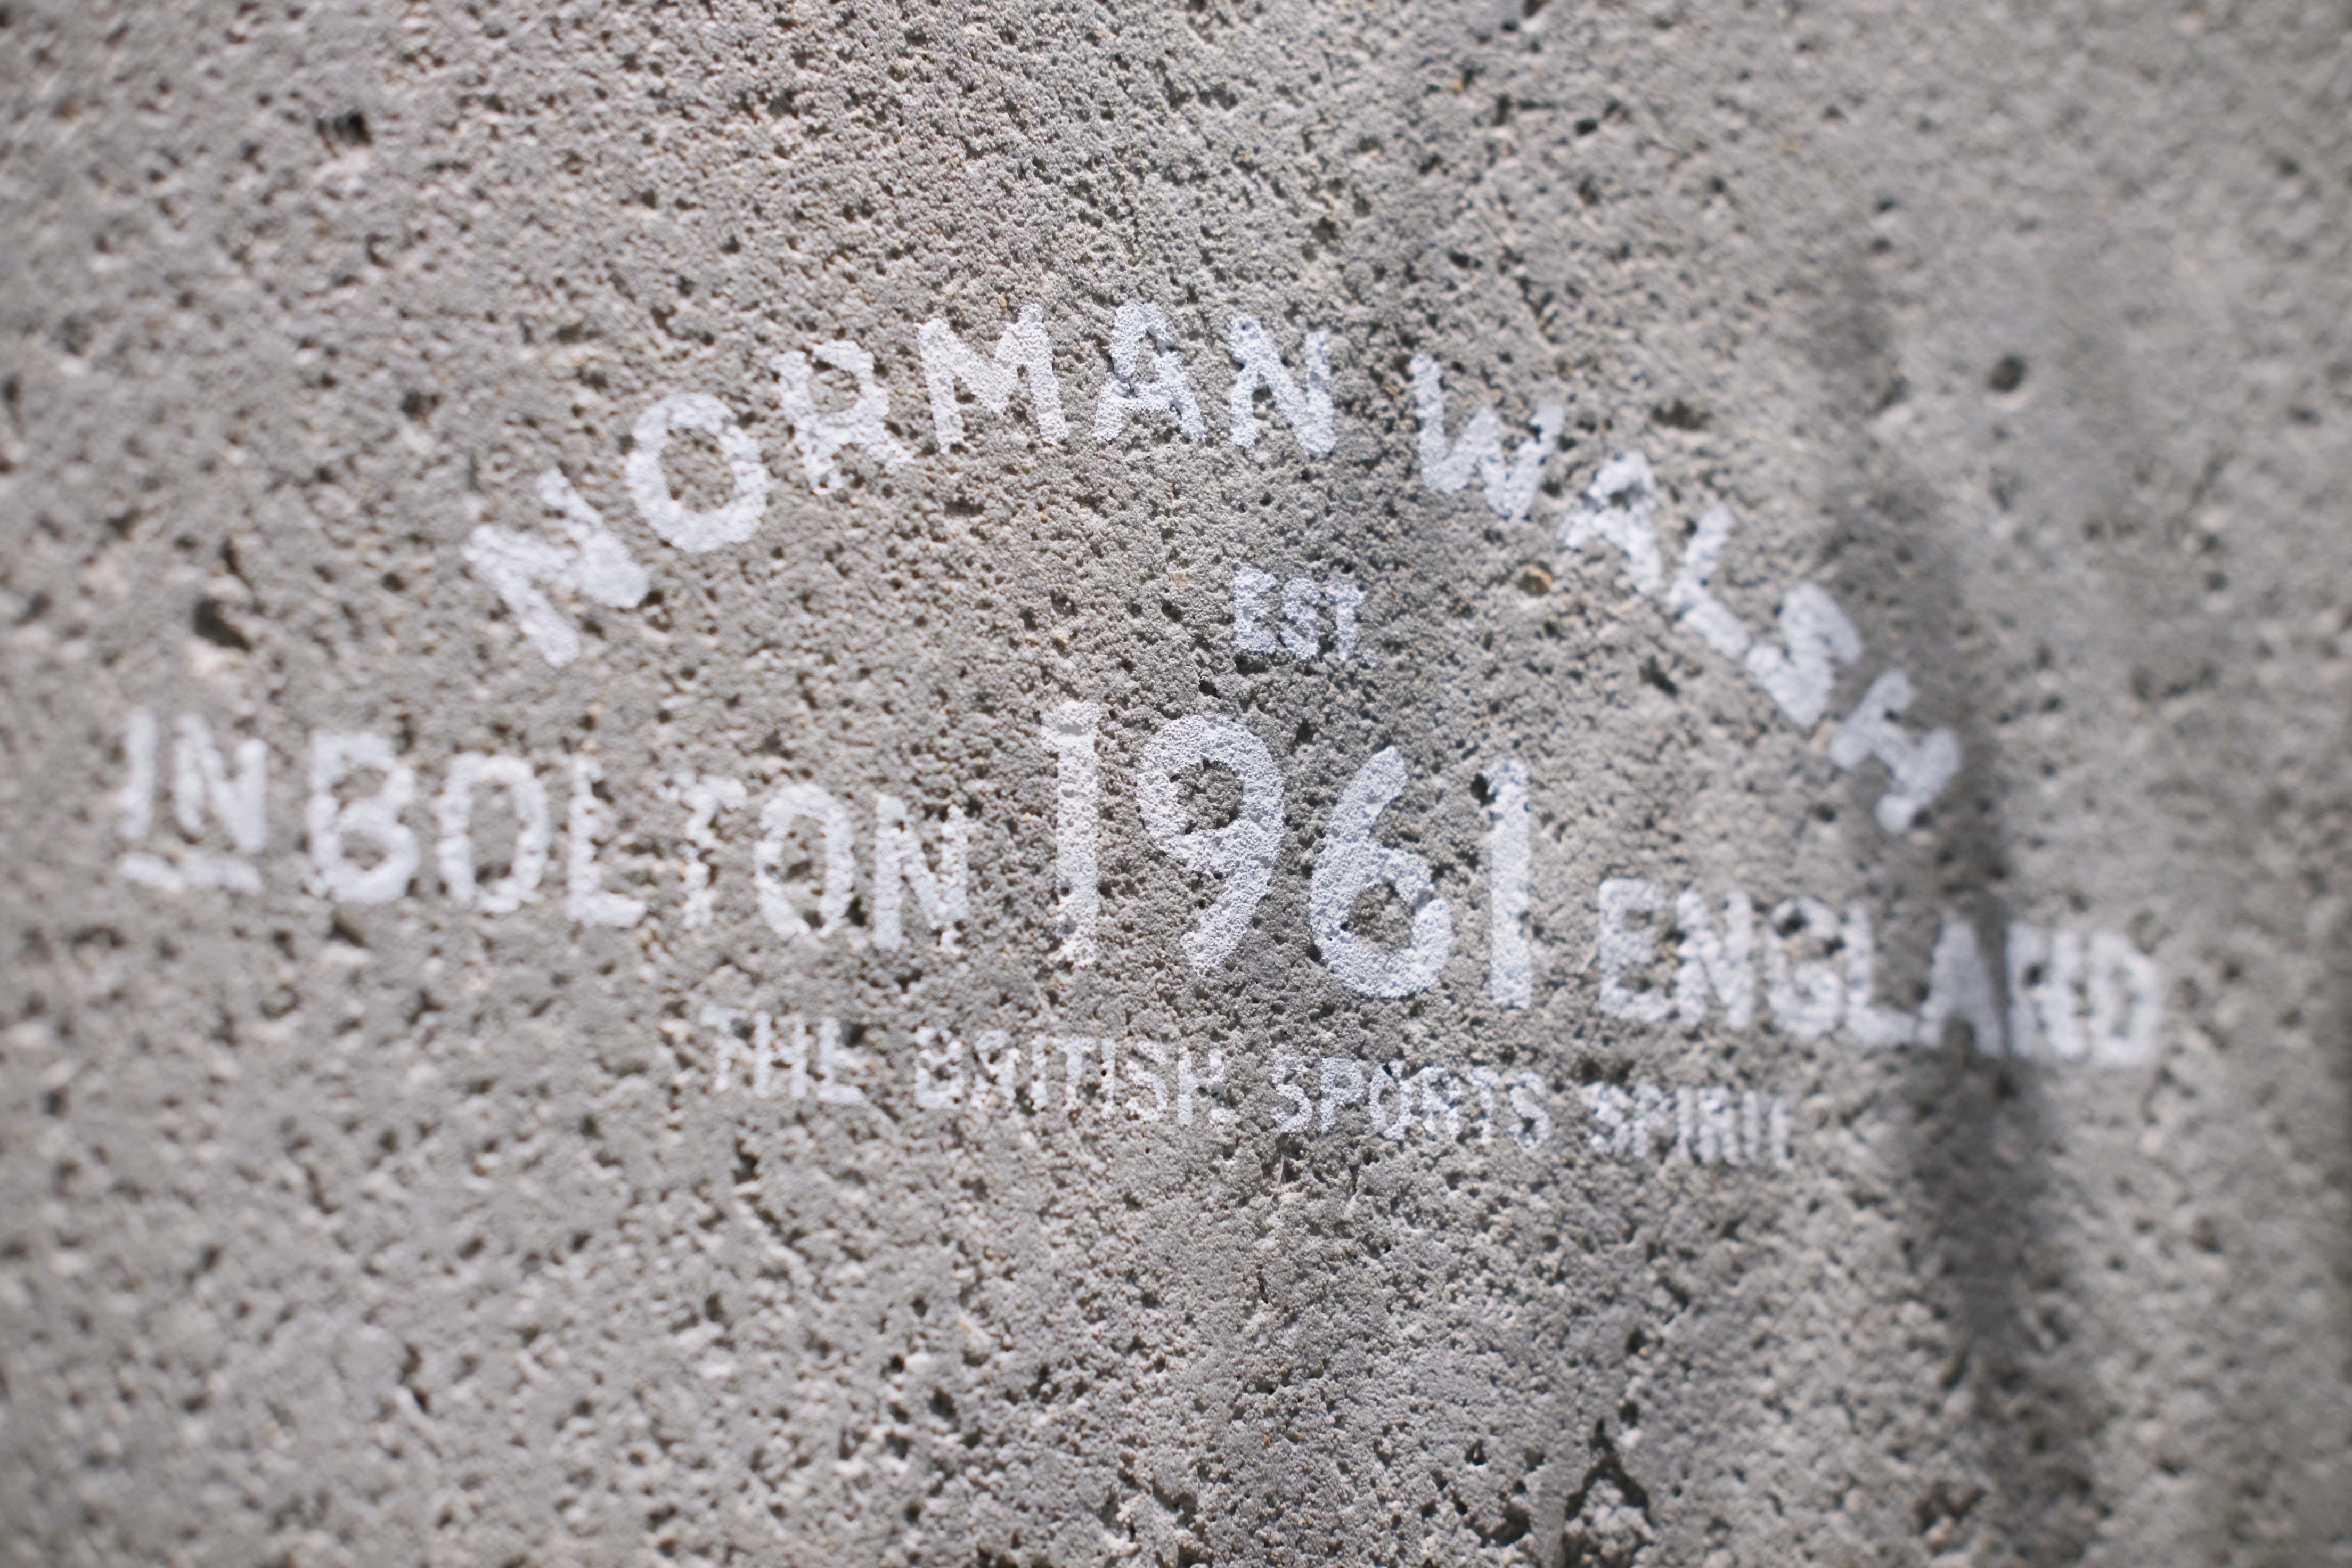 NORMAN WALSH
EST.
IN BOLTON 1961 ENGLAND
THE BRITISH SPORTS SPIRIT